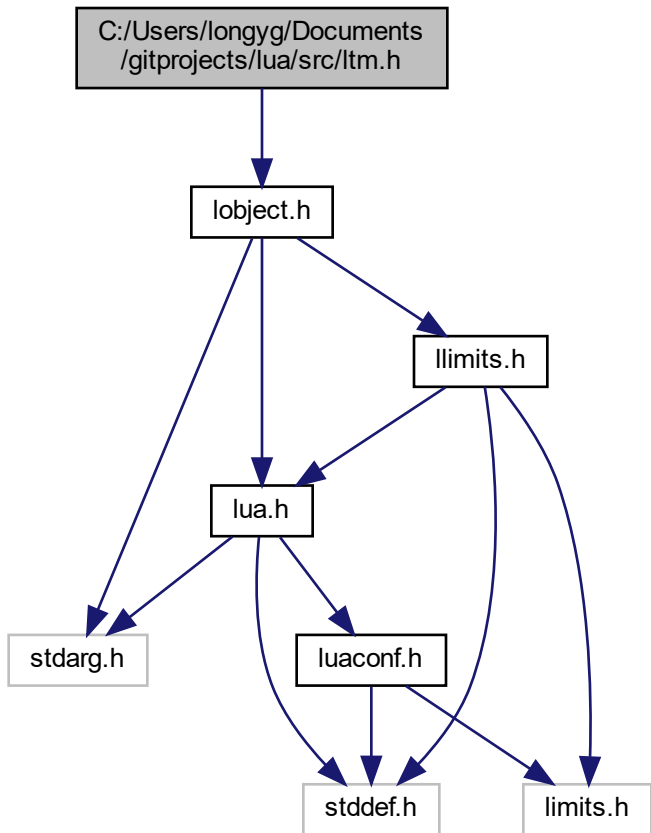 C:/Users/longyg/Documents
/gitprojects/lua/src/ltm.h
lobject.h
llimits.h
lua.h
stdarg.h
luaconf.h
stddef.h
limits.h